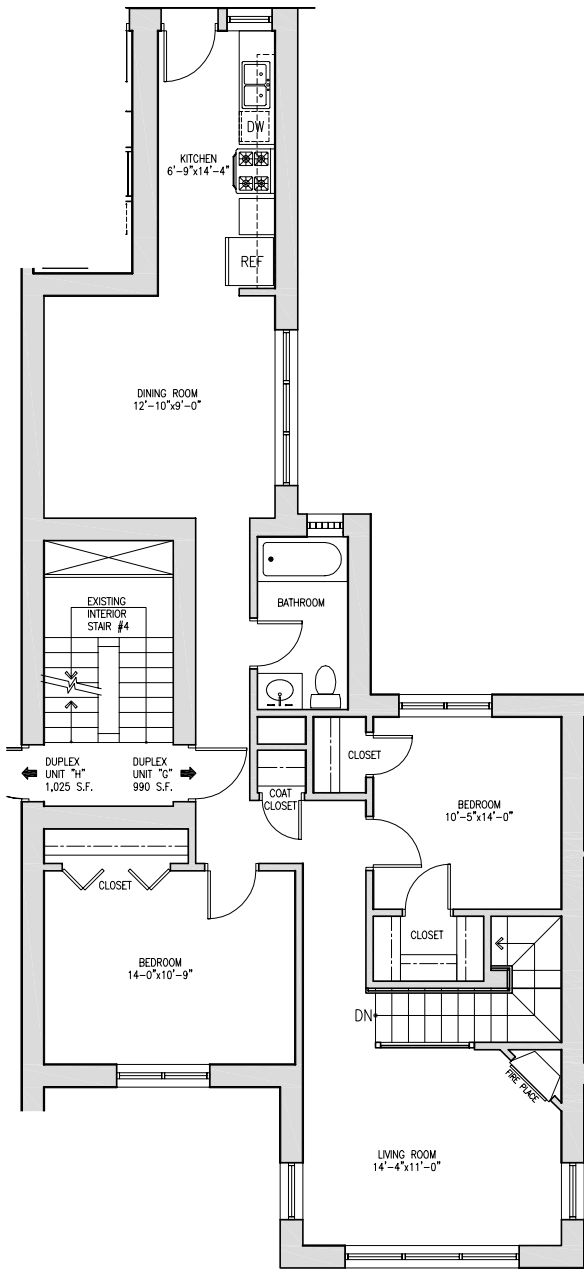 DW
KITCHEN
6'-9"x14'-4"
REF
DINING ROOM
12'-10"x9'-0"
EXISTING
INTERIOR
STAIR #4
BATHROOM
DUPLEX
UNIT "H"
1,025 S.F.
DUPLEX
UNIT "G"
990 S.F.
CLOSET
COAT
CLOSET
BEDROOM
10'-5"x14'-0"
CLOSET
CLOSET
BEDROOM
14-0"x10'-9"
DN
FIRE PLACE
LIVING ROOM
14'-4"x11'-0"